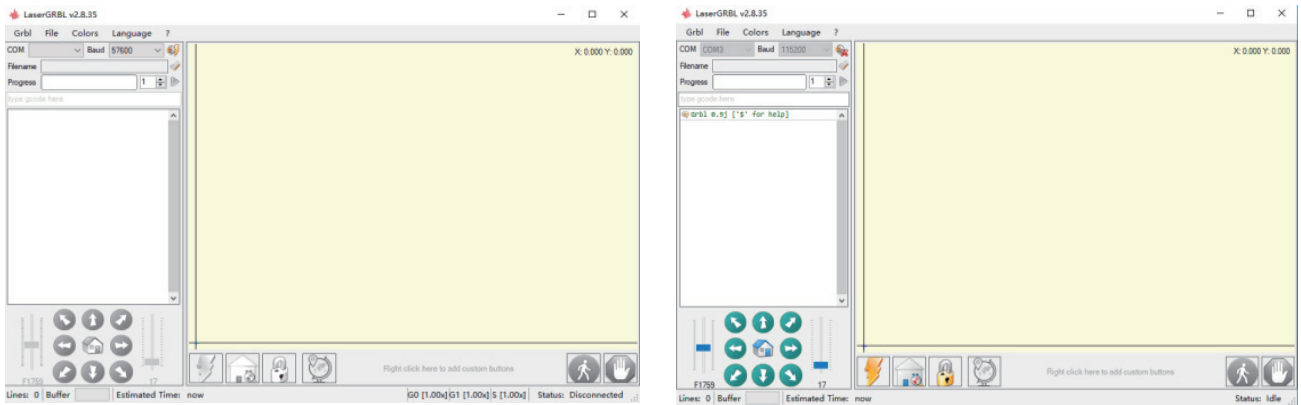 LaserGRBL v2.8.35
Grbl File Colors Language ?
COM Baud 57600
X: 0.000 Y: 0.000
Filename
Progress 1
type gcode here
F1759 17
Right click here to add custom buttons
Lines: 0 Buffer Estimated Time: now G0 [1.00x] G1 [1.00x] S [1.00x] Status: Disconnected
LaserGRBL v2.8.35
Grbl File Colors Language ?
COM COM3 Baud 115200
X: 0.000 Y: 0.000
Filename
Progress 1
type gcode here
Grbl 0.9j ['$' for help]
F1759 17
Right click here to add custom buttons
Lines: 0 Buffer Estimated Time: now Status: Idle